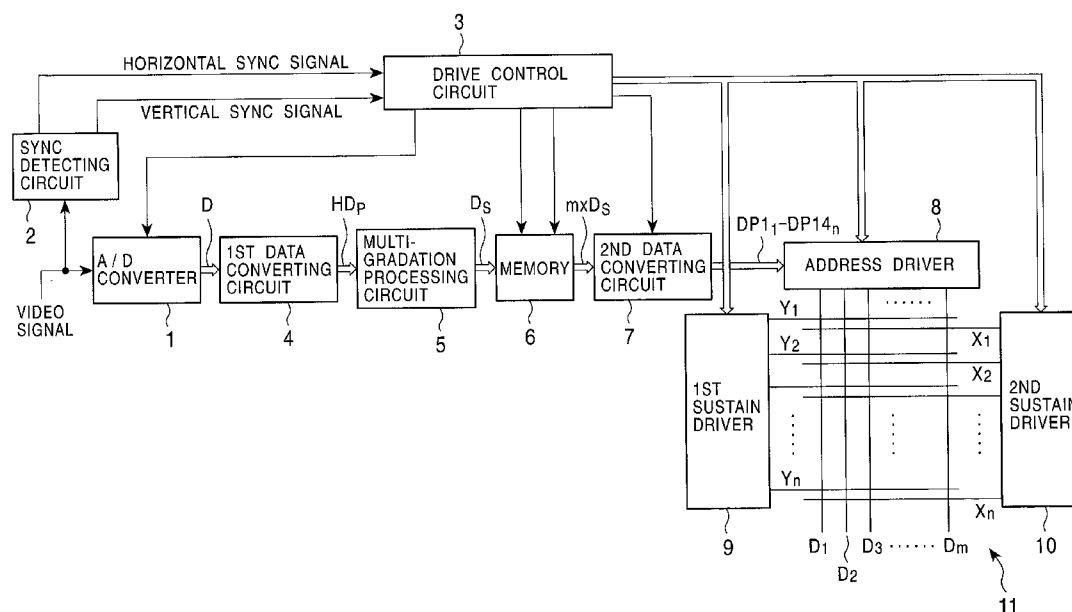 3
HORIZONTAL SYNC SIGNAL
DRIVE CONTROL
CIRCUIT
VERTICAL SYNC SIGNAL
SYNC
DETECTING
CIRCUIT
2
D
HDP
DS
mxDS
DP11-DP14n
8
A/D
CONVERTER
1ST DATA
CONVERTING
CIRCUIT
MULTI-
GRADATION
PROCESSING
CIRCUIT
MEMORY
2ND DATA
CONVERTING
CIRCUIT
ADDRESS DRIVER
VIDEO
SIGNAL
1
4
5
6
7
Y1
X1
Y2
X2
1ST
SUSTAIN
DRIVER
2ND
SUSTAIN
DRIVER
Yn
Xn
9
D1
D2
D3
Dm
10
11